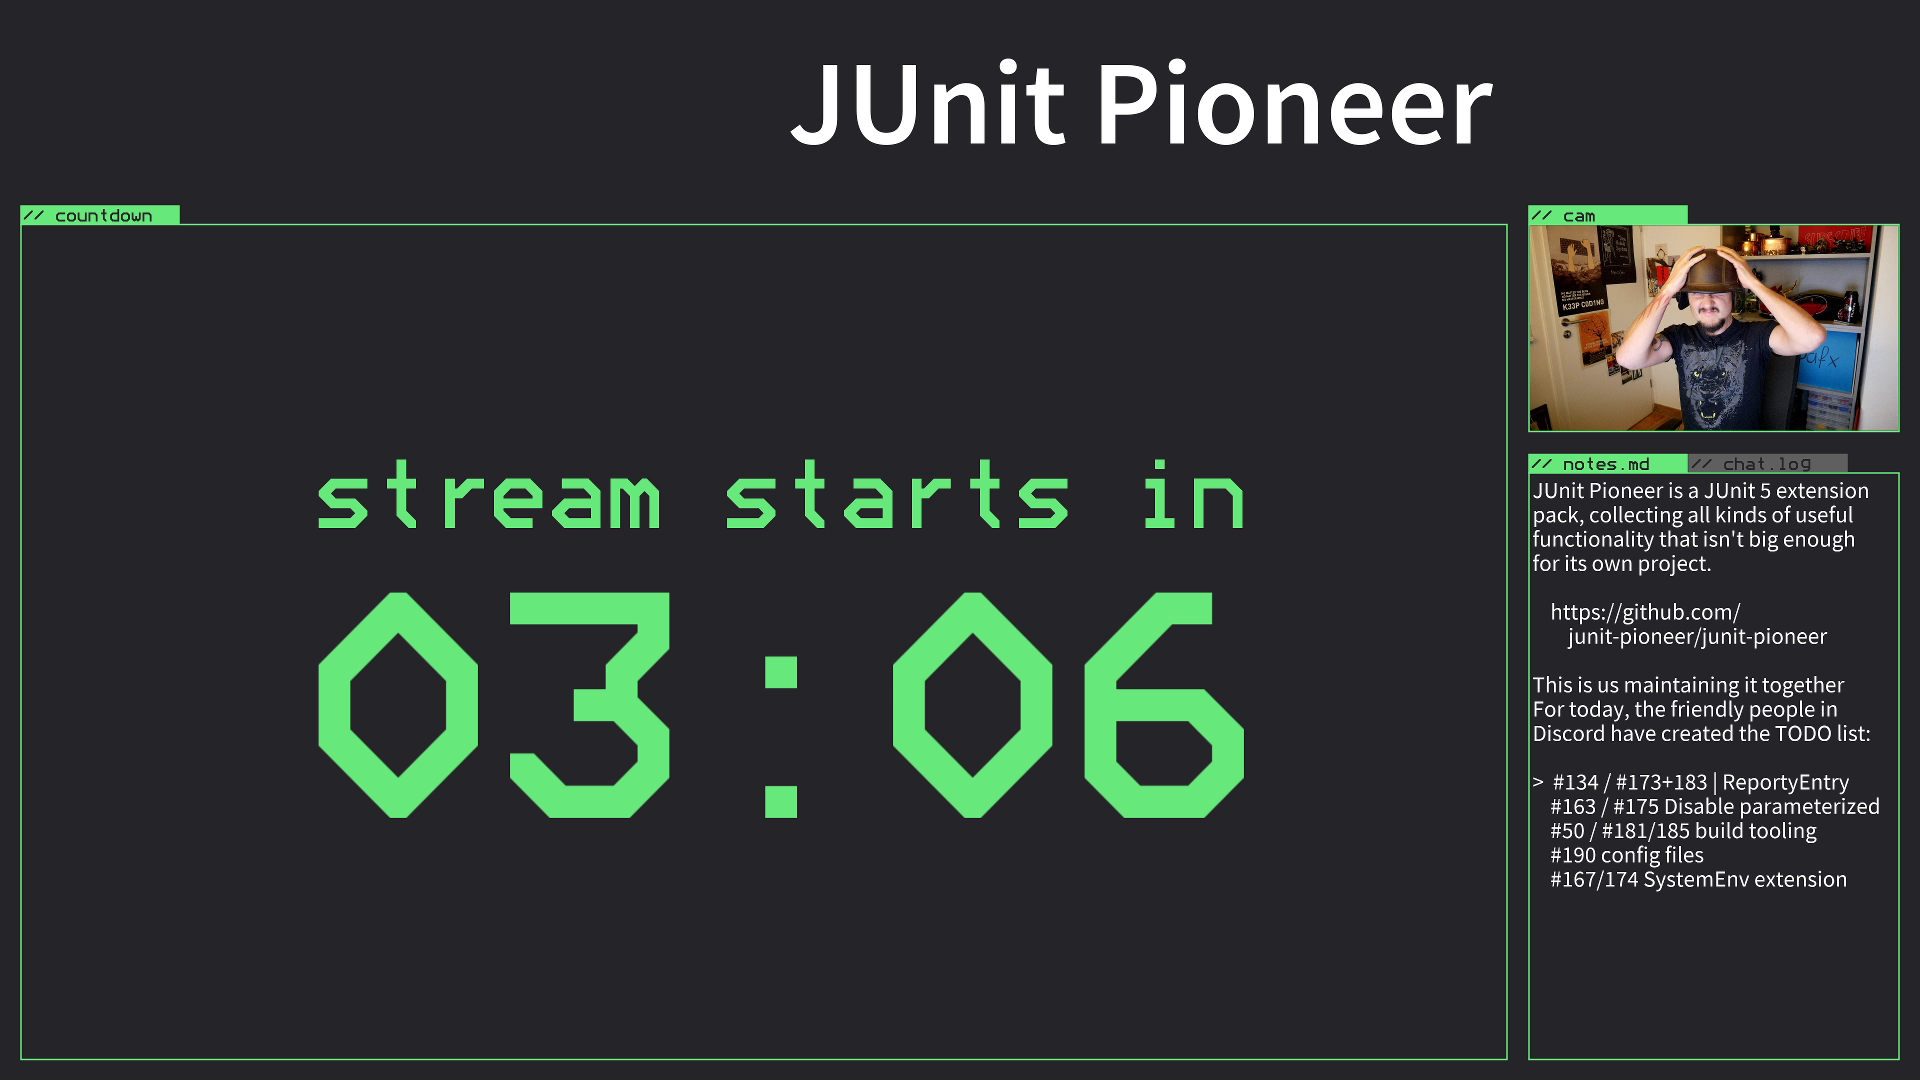 JUnit Pioneer
// countdown
stream starts in
03:06
// cam
K33P C0D1NG
// notes.md
// chat.log
JUnit Pioneer is a JUnit 5 extension
pack, collecting all kinds of useful
functionality that isn't big enough
for its own project.
https://github.com/
junit-pioneer/junit-pioneer
This is us maintaining it together
For today, the friendly people in
Discord have created the TODO list:
> #134 / #173+183 | ReportyEntry
#163 / #175 Disable parameterized
#50 / #181/185 build tooling
#190 config files
#167/174 SystemEnv extension